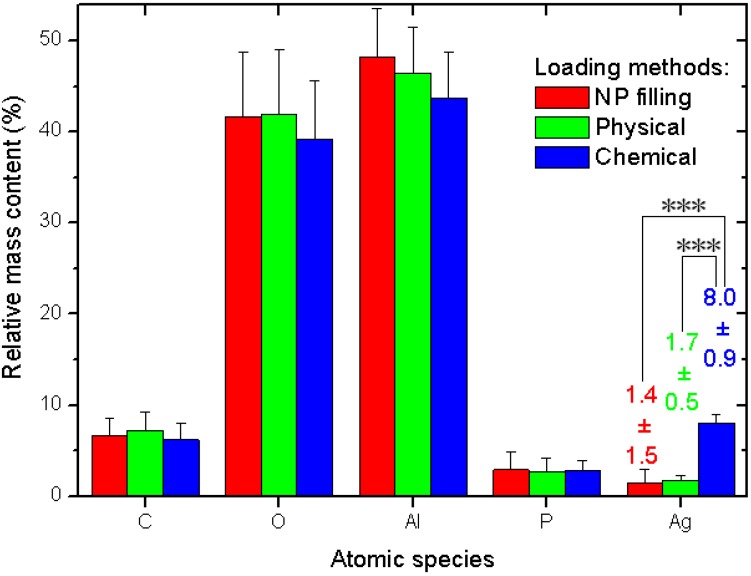 Relative mass content (%)
50
40
30
20
10
0
Loading methods:
NP filling
Physical
Chemical
***
***
8.0
±
0.9
1.7
±
0.5
1.4
±
1.5
C O Al P Ag
Atomic species